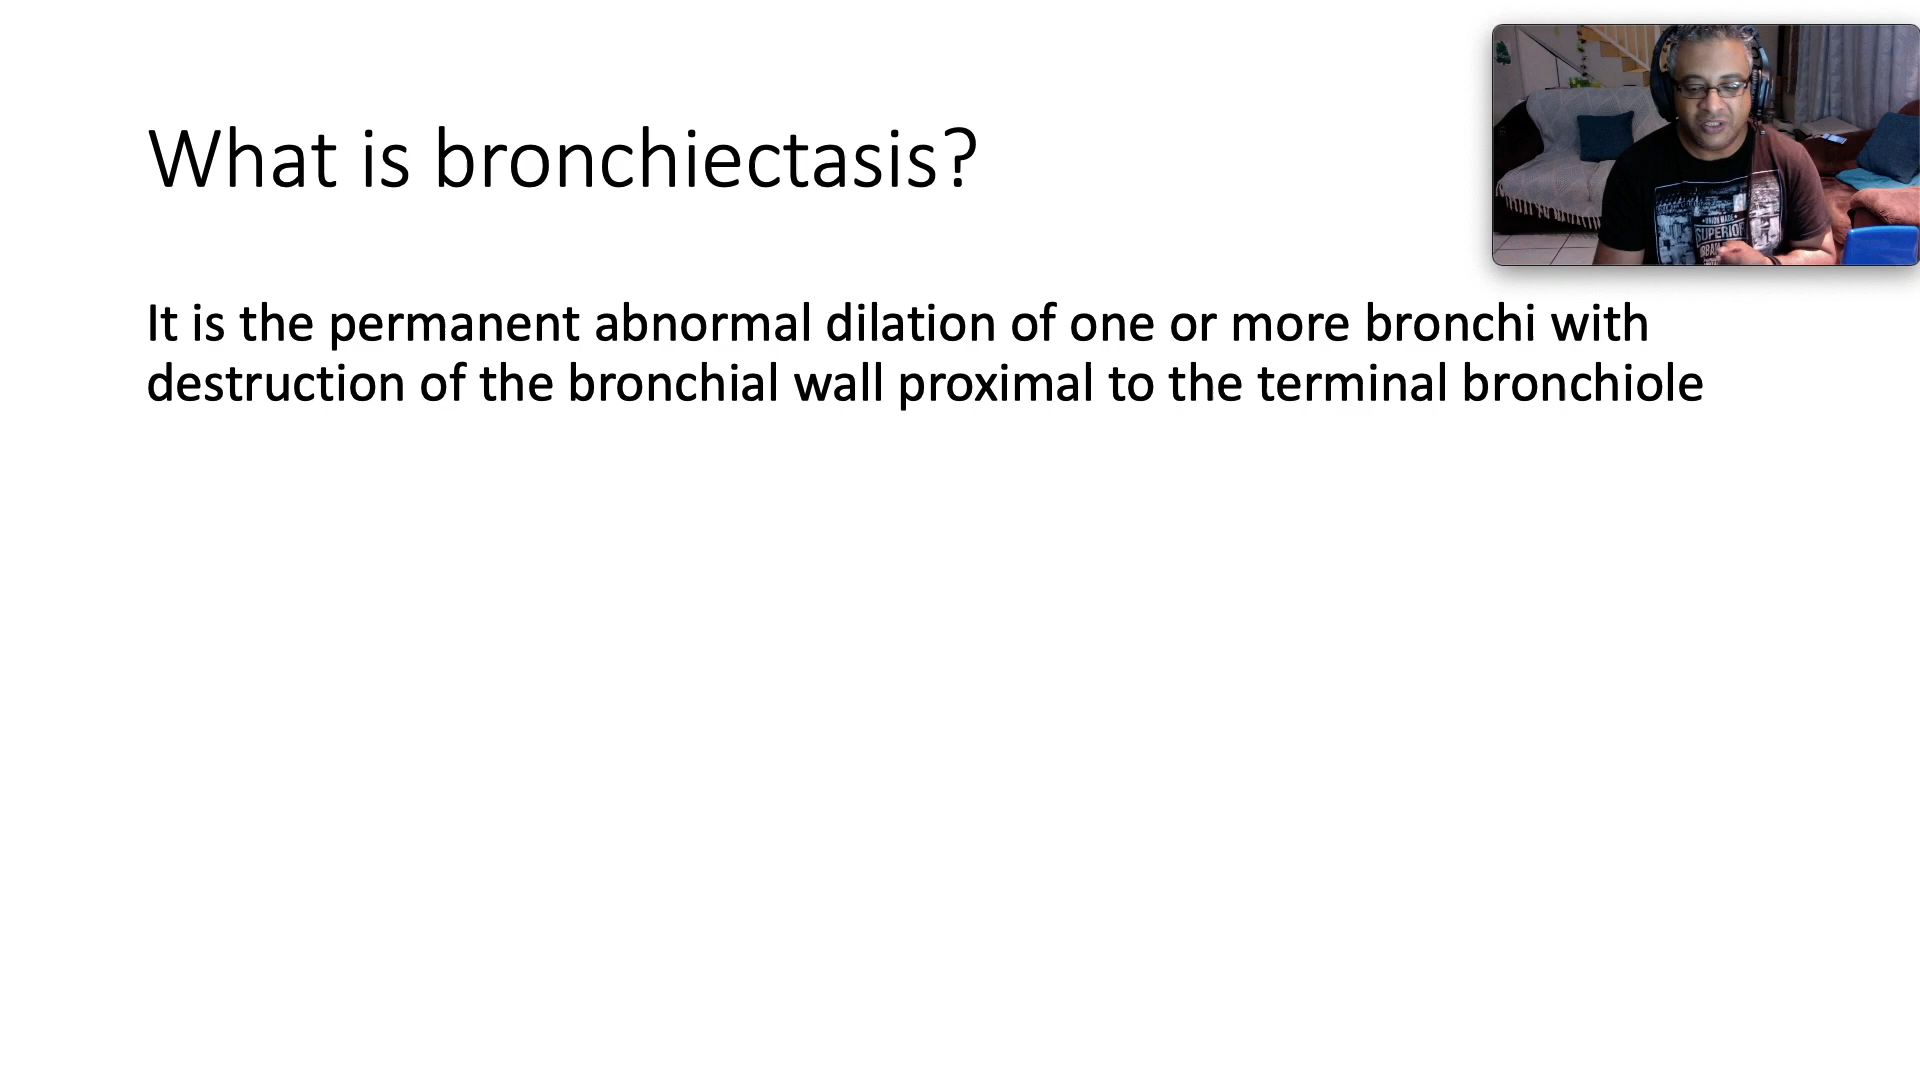 What is bronchiectasis?
It is the permanent abnormal dilation of one or more bronchi with
destruction of the bronchial wall proximal to the terminal bronchiole
SUPERIOR